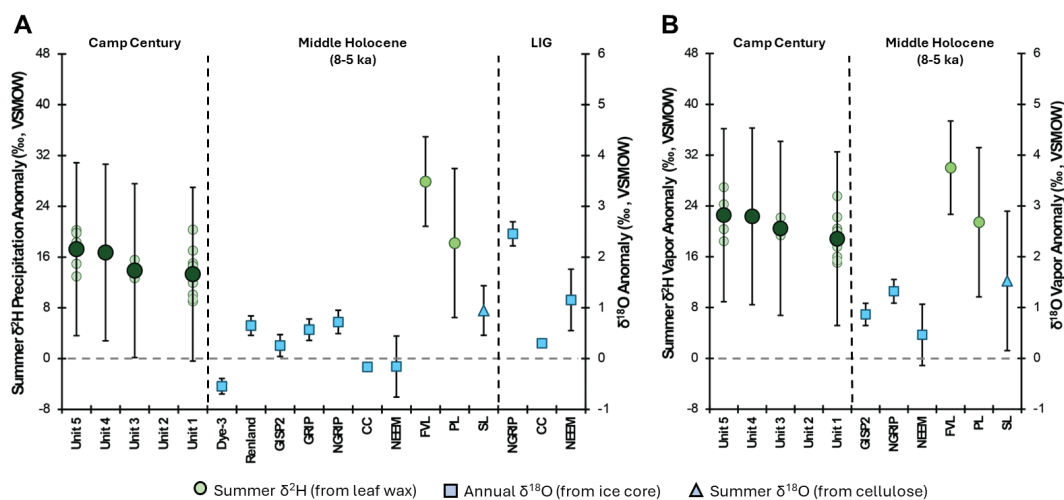 A
B
Camp Century
Middle Holocene
(8-5 ka)
LIG
Camp Century
Middle Holocene
(8-5 ka)
Summer δ²H Precipitation Anomaly (‰, VSMOW)
48
40
32
24
16
8
0
-8
6
5
4
3
2
1
0
-1
δ¹⁸O Anomaly (‰, VSMOW)
Unit 5
Unit 4
Unit 3
Unit 2
Unit 1
Dye-3
Renland
GISP2
GRIP
NGRIP
CC
NEEM
FVL
PL
SL
NGRIP
CC
NEEM
Summer δ²H Vapor Anomaly (‰, VSMOW)
48
40
32
24
16
8
0
-8
6
5
4
3
2
1
0
-1
δ¹⁸O Vapor Anomaly (‰, VSMOW)
Unit 5
Unit 4
Unit 3
Unit 2
Unit 1
GISP2
NGRIP
NEEM
FVL
PL
SL
Summer δ²H (from leaf wax)
Annual δ¹⁸O (from ice core)
Summer δ¹⁸O (from cellulose)